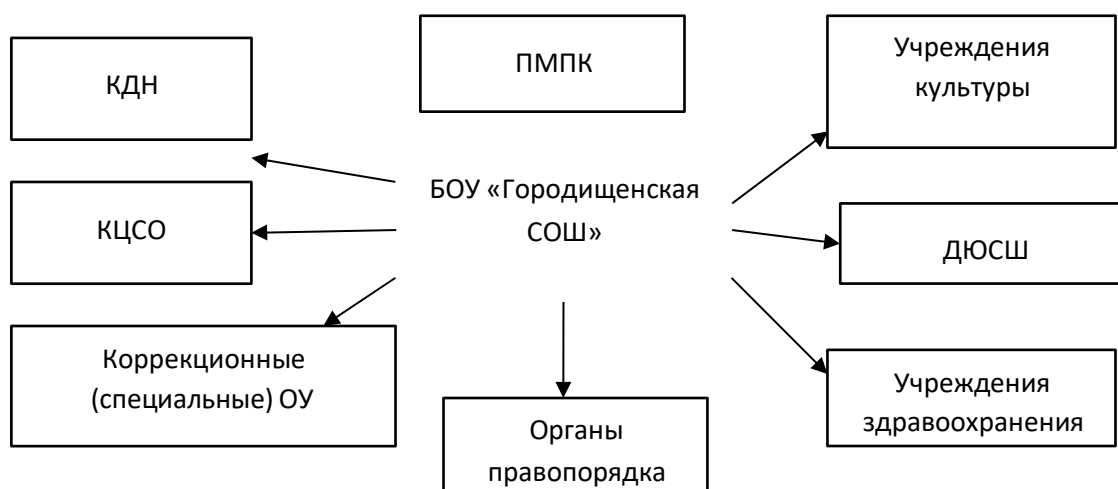 КДН
ПМПК
Учреждения
культуры
КЦСО
БОУ «Городищенская
СОШ»
ДЮСШ
Коррекционные
(специальные) ОУ
Органы
правопорядка
Учреждения
здравоохранения